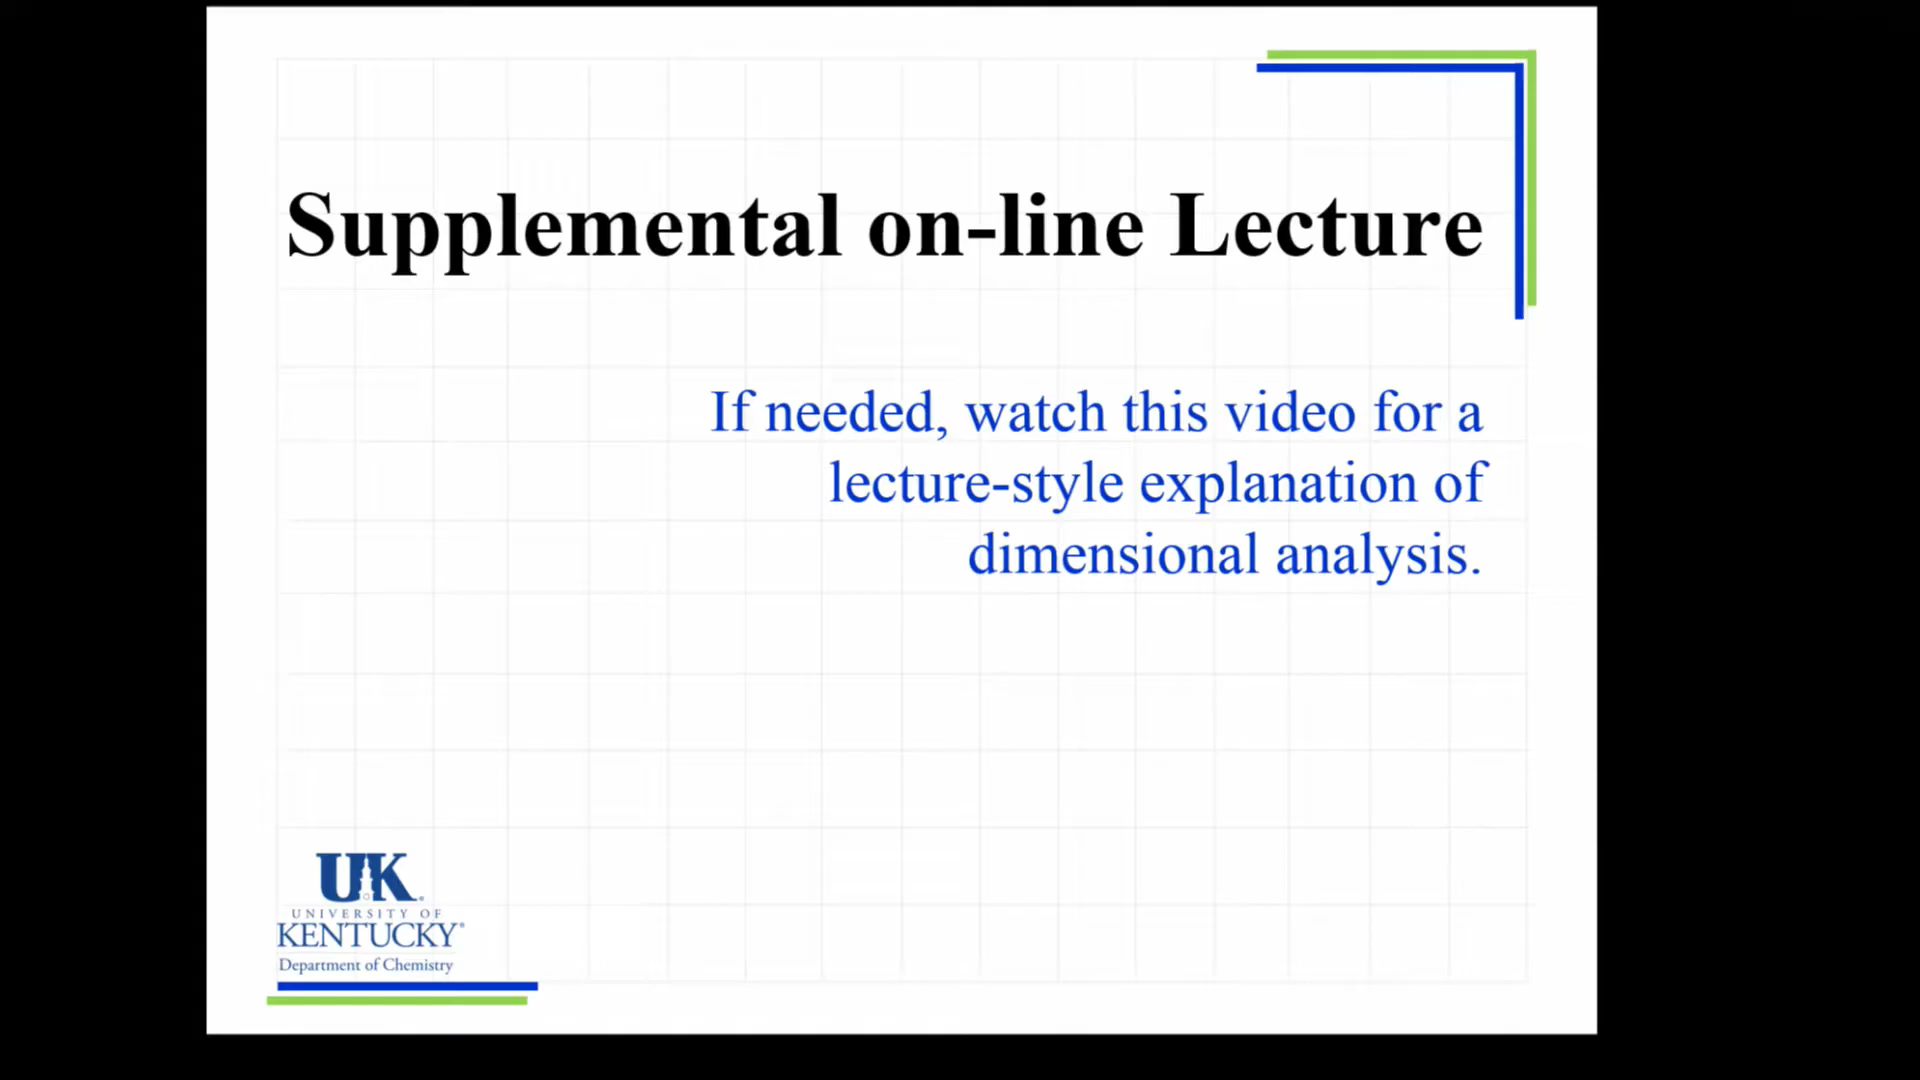 Supplemental on-line Lecture
If needed, watch this video for a
lecture-style explanation of
dimensional analysis.
UK
UNIVERSITY OF
KENTUCKY®
Department of Chemistry